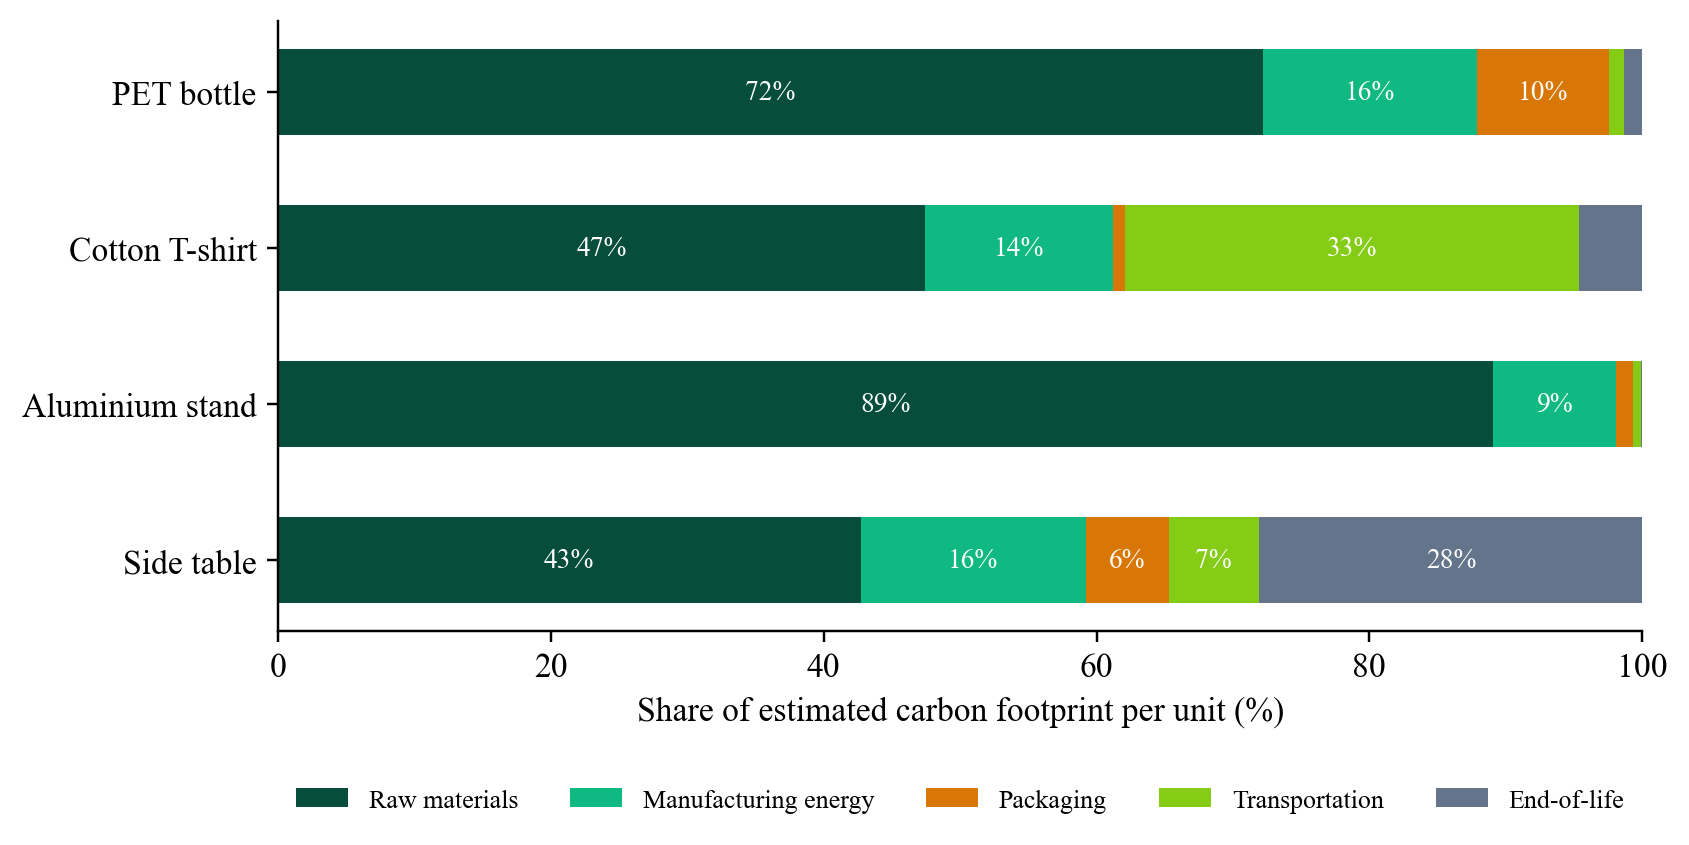 PET bottle
72%
16%
10%
Cotton T-shirt
47%
14%
33%
Aluminium stand
89%
9%
Side table
43%
16%
6%
7%
28%
0
20
40
60
80
100
Share of estimated carbon footprint per unit (%)
Raw materials
Manufacturing energy
Packaging
Transportation
End-of-life